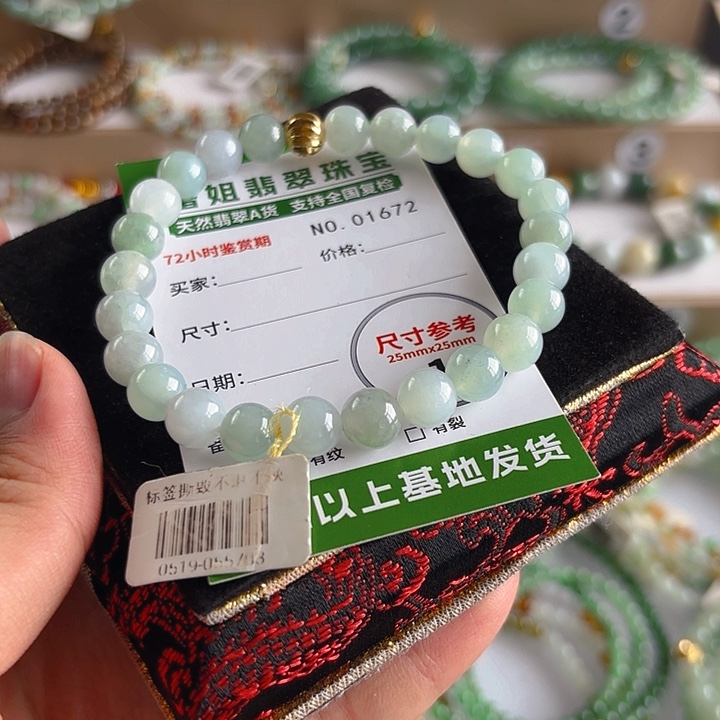 姐翡翠珠宝
天然翡翠A货 支持全国复检
NO.01672
72小时鉴赏期
买家：
价格：
尺寸：
尺寸参考
25mmx25mm
日期：
有纹
□ 有裂
以上基地发货
标签撕毁不
②